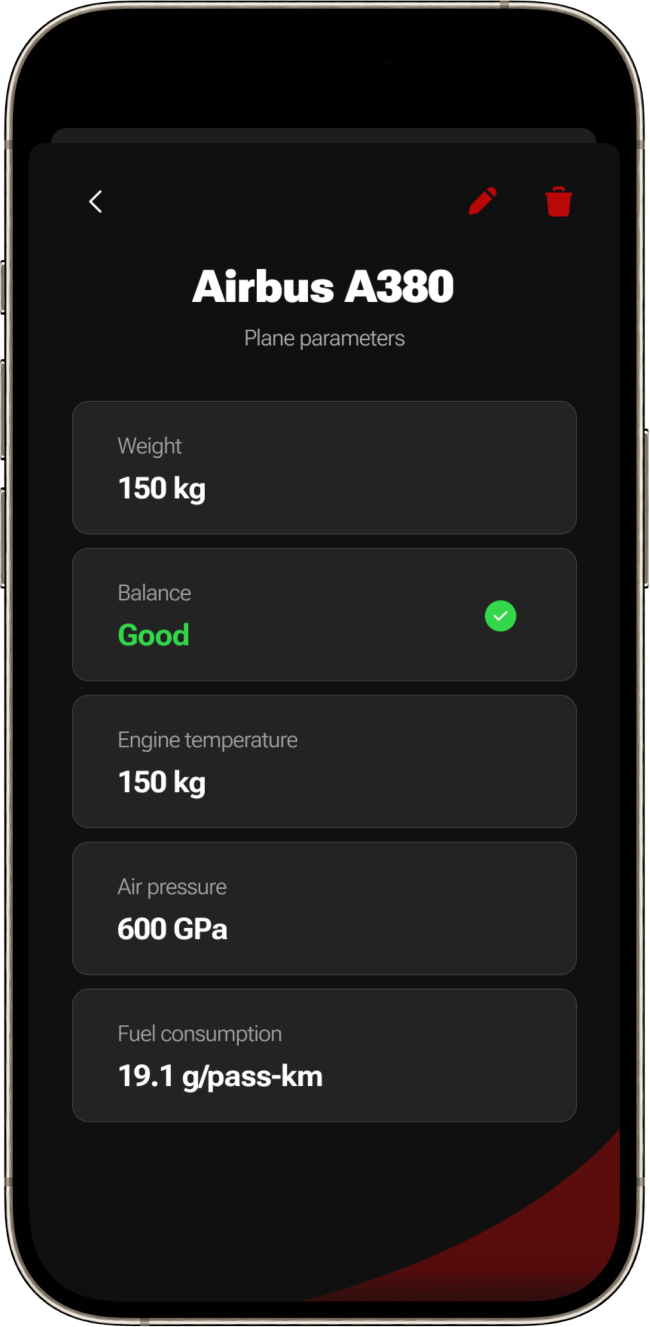 Airbus A380
Plane parameters
Weight
150 kg
Balance
Good
Engine temperature
150 kg
Air pressure
600 GPa
Fuel consumption
19.1 g/pass-km